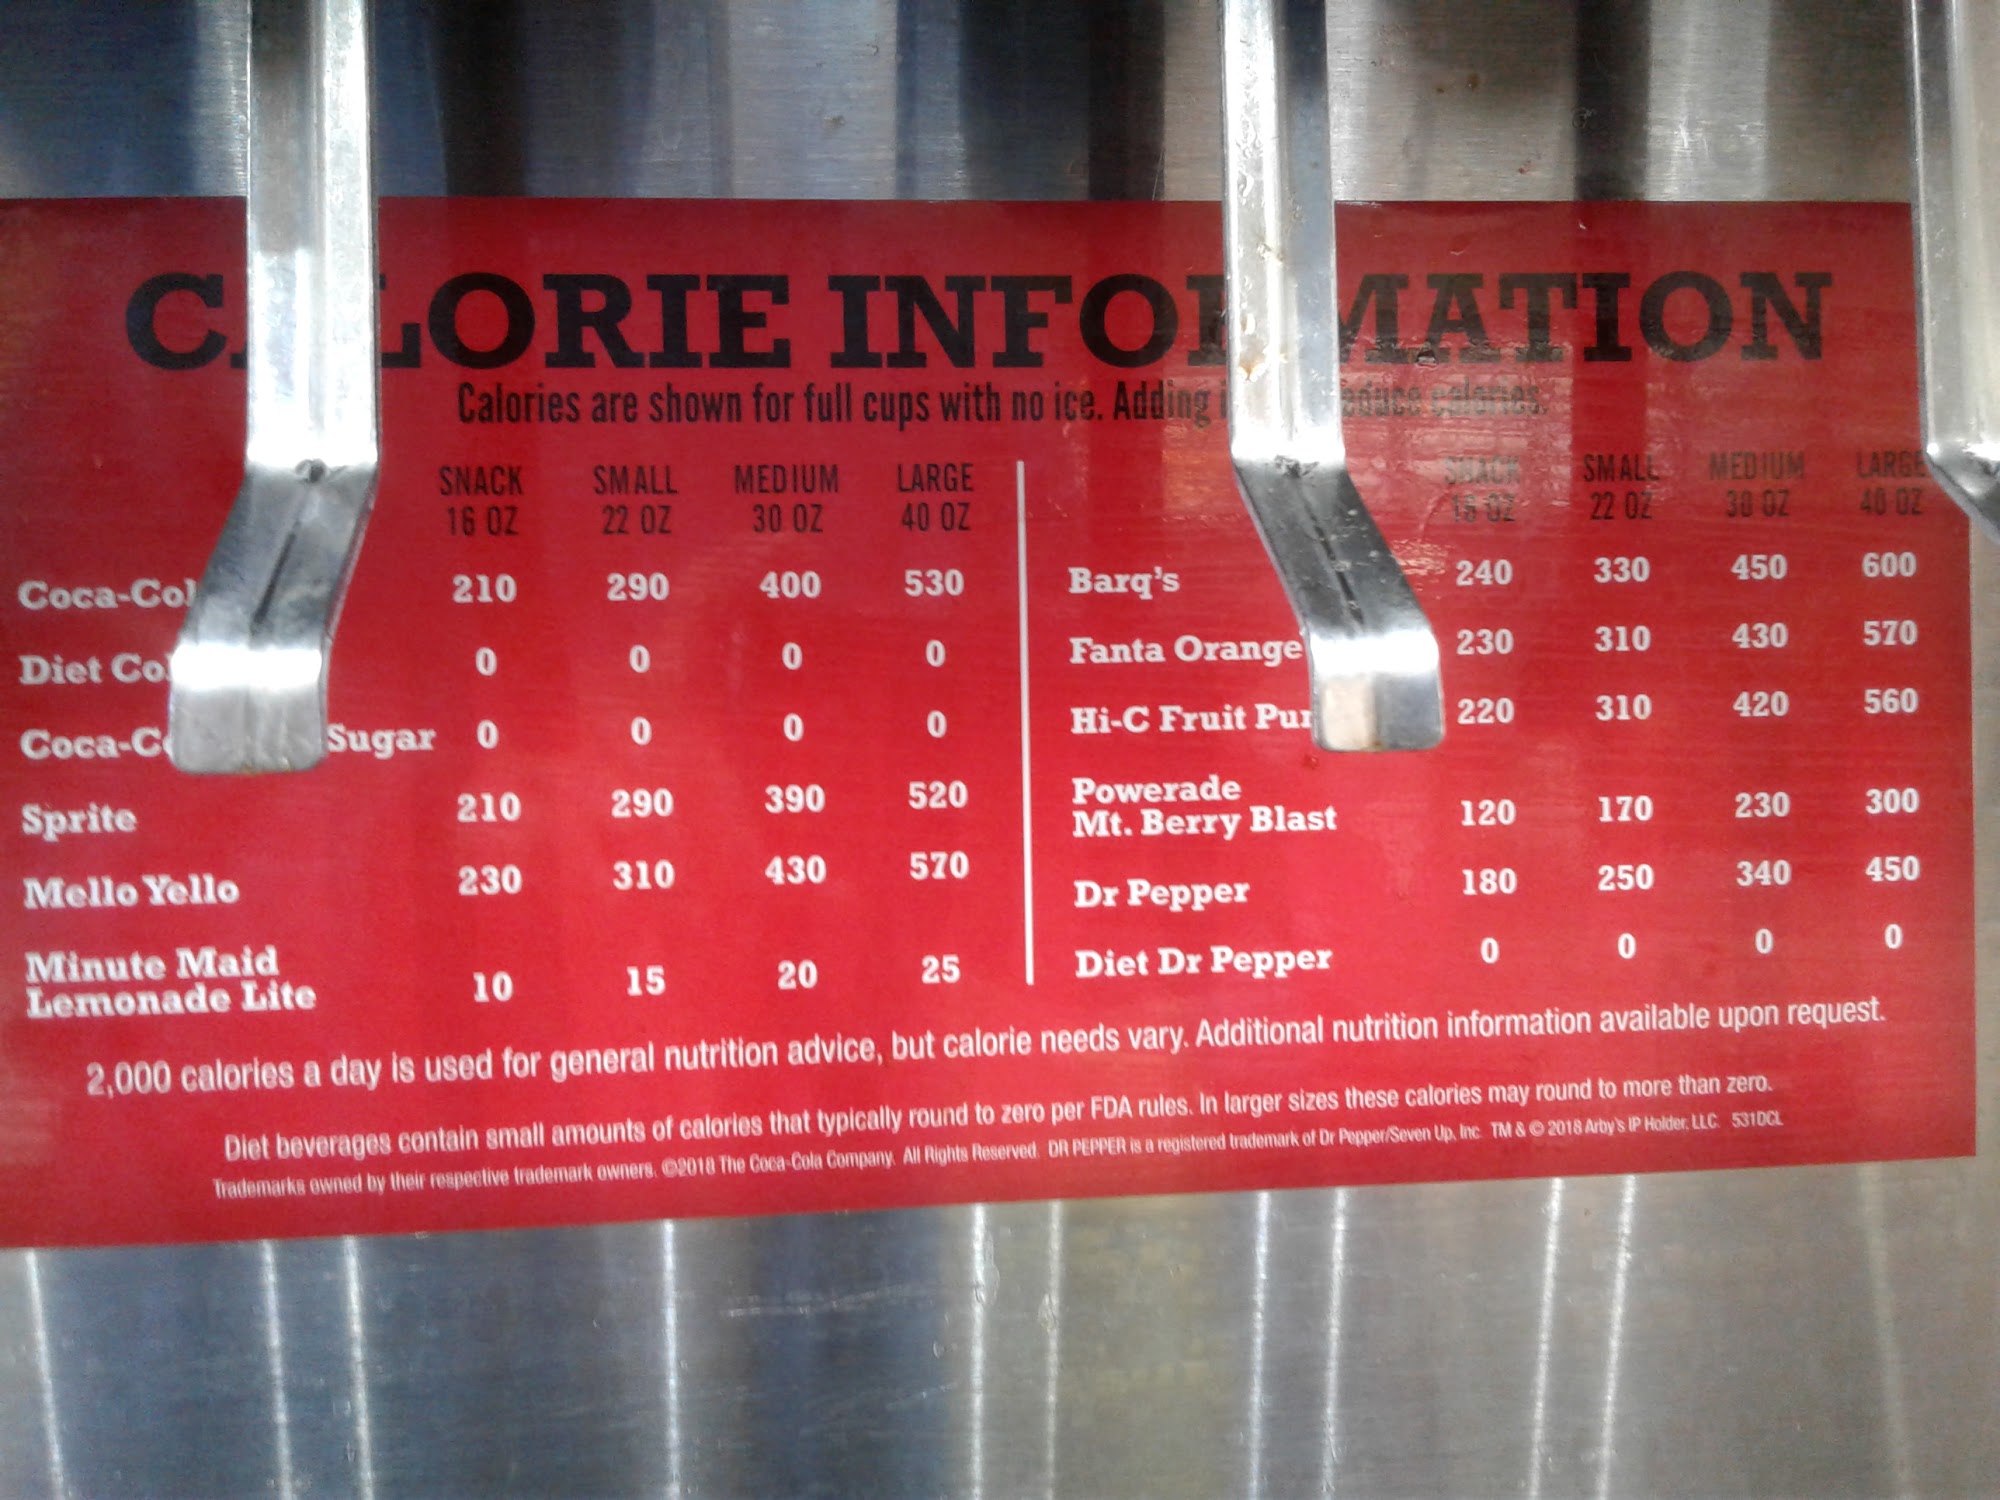 CALORIE INFORMATION
Calories are shown for full cups with no ice. Adding calories.
SNACK SMALL MEDIUM LARGE
16 OZ 22 OZ 30 OZ 40 OZ
Coca-Col 210 290 400 530
Diet Co 0 0 0 0
Coca-Co Sugar 0 0 0 0
Sprite 210 290 390 520
Mello Yello 230 310 430 570
Minute Maid
Lemonade Lite 10 15 20 25
SNACK SMALL MEDIUM LARGE
16 OZ 22 OZ 30 OZ 40 OZ
Barq's 240 330 450 600
Fanta Orange 230 310 430 570
Hi-C Fruit Pun 220 310 420 560
Powerade
Mt. Berry Blast 120 170 230 300
Dr Pepper 180 250 340 450
Diet Dr Pepper 0 0 0 0
2,000 calories a day is used for general nutrition advice, but calorie needs vary. Additional nutrition information available upon request.
Diet beverages contain small amounts of calories that typically round to zero per FDA rules. In larger sizes these calories may round to more than zero.
Trademarks owned by their respective trademark owners. ©2018 The Coca-Cola Company. All Rights Reserved. DR PEPPER is a registered trademark of Dr Pepper/Seven Up, Inc. TM & © 2018 Arby's IP Holder, LLC. 531DCL